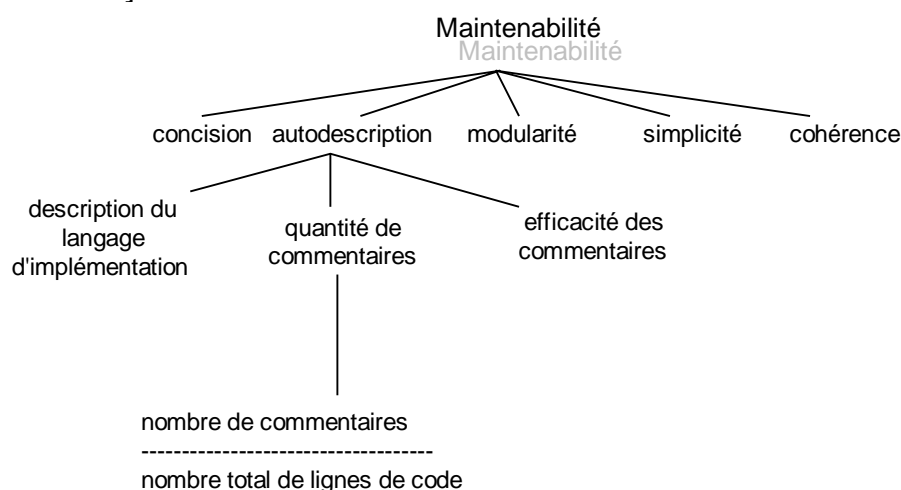 Maintenabilité
Maintenabilité
concision autodescription modularité simplicité cohérence
description du
langage
d'implémentation
quantité de
commentaires
efficacité des
commentaires
nombre de commentaires
------------------------------------
nombre total de lignes de code